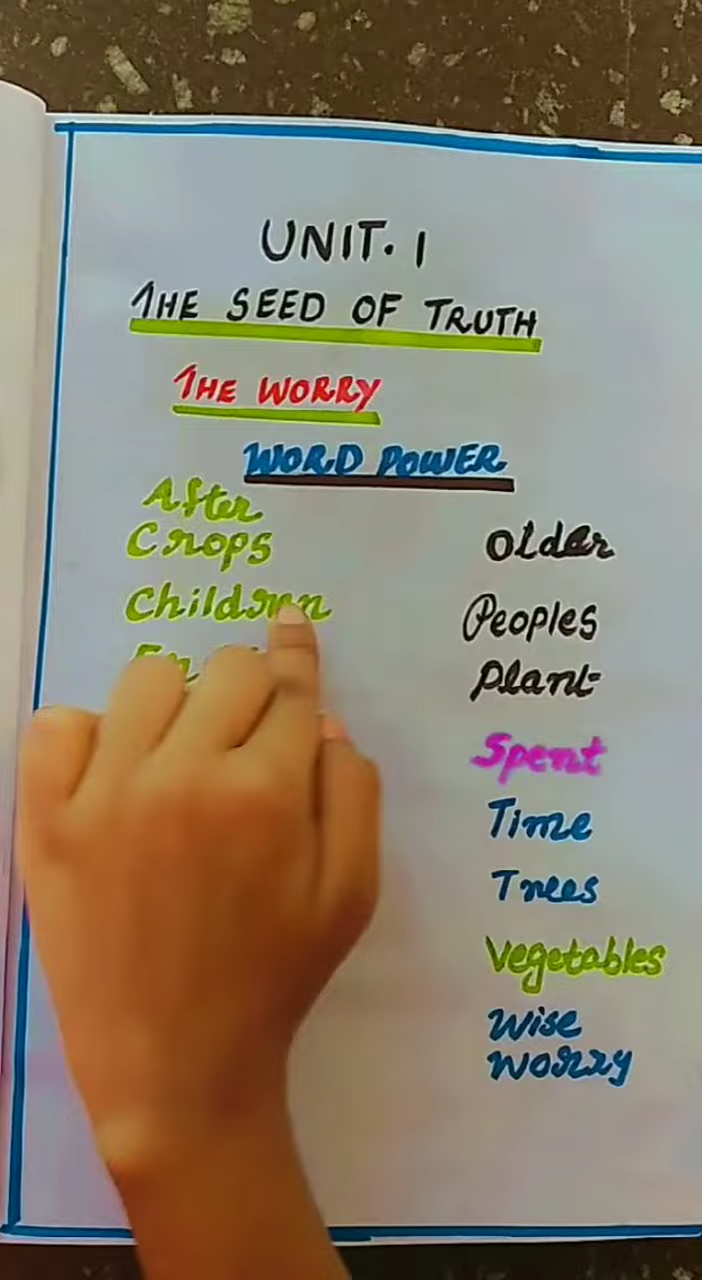 UNIT. 1
THE SEED OF TRUTH
THE WORRY
WORD POWER
After
Crops
Children
Older
Peoples
Plant
Spent
Time
Trees
Vegetables
Wise
Worry